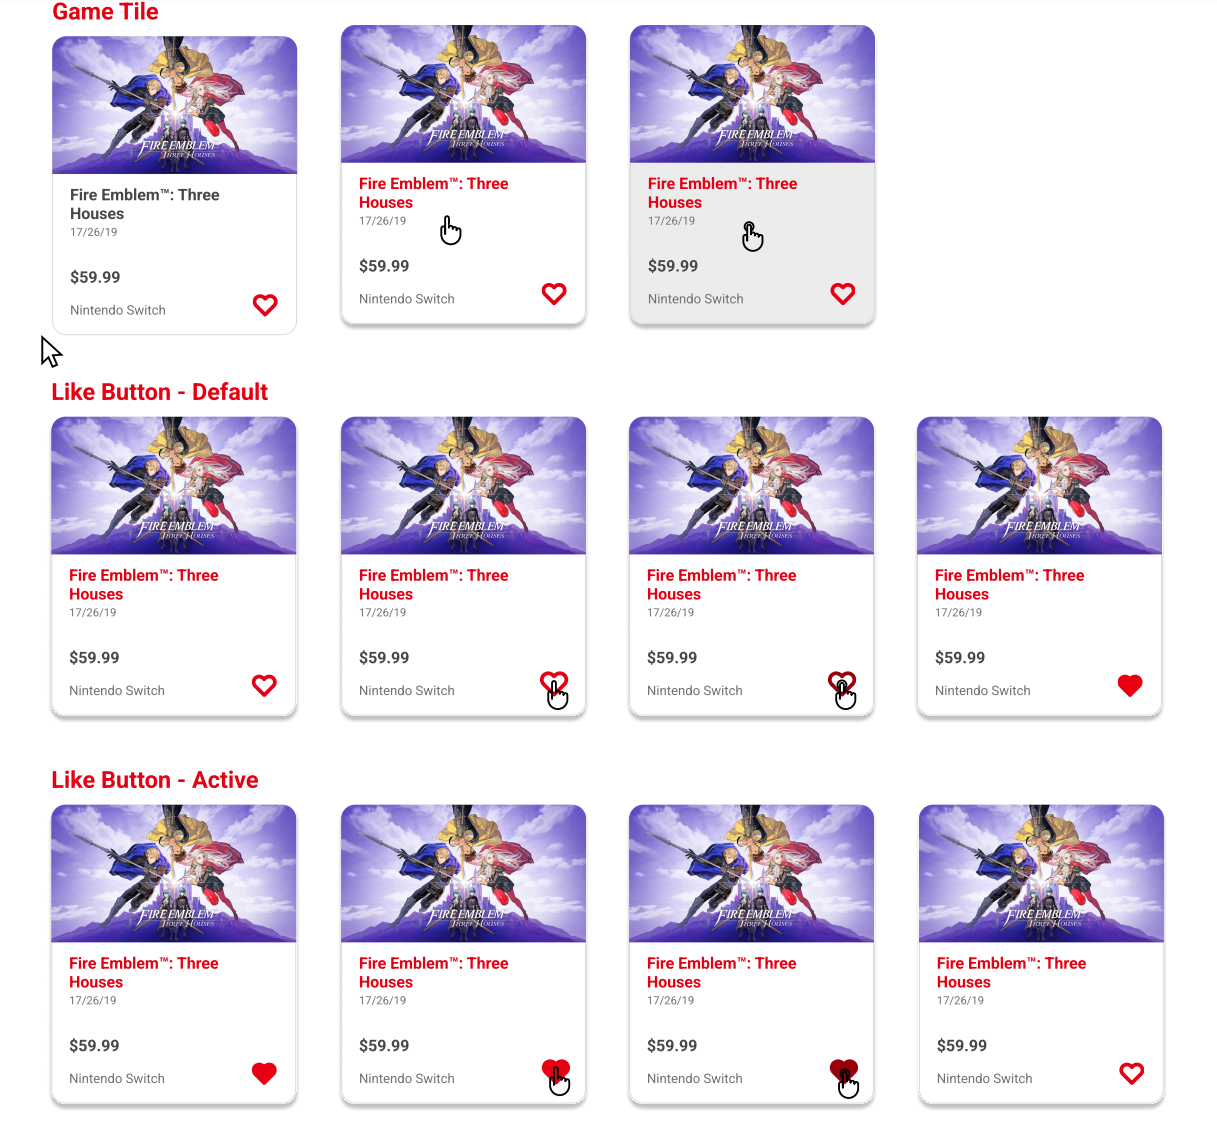 Game Tile
FIRE EMBLEM
THREE HOUSES
Fire Emblem™: Three
Houses
17/26/19
$59.99
Nintendo Switch
FIRE EMBLEM
THREE HOUSES
Fire Emblem™: Three
Houses
17/26/19
$59.99
Nintendo Switch
FIRE EMBLEM
THREE HOUSES
Fire Emblem™: Three
Houses
17/26/19
$59.99
Nintendo Switch
Like Button - Default
FIRE EMBLEM
THREE HOUSES
Fire Emblem™: Three
Houses
17/26/19
$59.99
Nintendo Switch
FIRE EMBLEM
THREE HOUSES
Fire Emblem™: Three
Houses
17/26/19
$59.99
Nintendo Switch
FIRE EMBLEM
THREE HOUSES
Fire Emblem™: Three
Houses
17/26/19
$59.99
Nintendo Switch
FIRE EMBLEM
THREE HOUSES
Fire Emblem™: Three
Houses
17/26/19
$59.99
Nintendo Switch
Like Button - Active
FIRE EMBLEM
THREE HOUSES
Fire Emblem™: Three
Houses
17/26/19
$59.99
Nintendo Switch
FIRE EMBLEM
THREE HOUSES
Fire Emblem™: Three
Houses
17/26/19
$59.99
Nintendo Switch
FIRE EMBLEM
THREE HOUSES
Fire Emblem™: Three
Houses
17/26/19
$59.99
Nintendo Switch
FIRE EMBLEM
THREE HOUSES
Fire Emblem™: Three
Houses
17/26/19
$59.99
Nintendo Switch